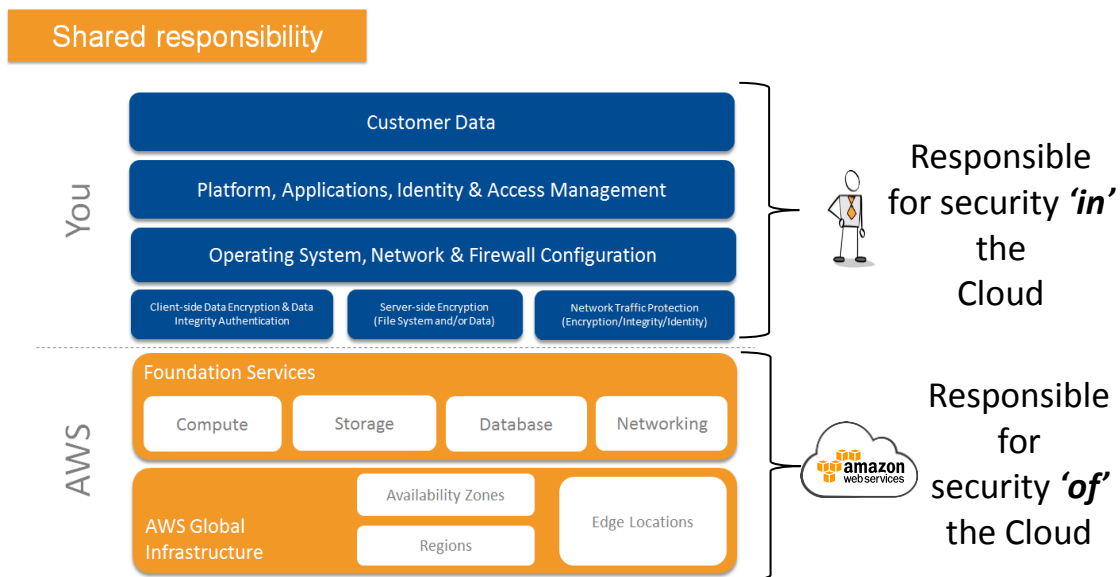 Shared responsibility
You
Customer Data
Platform, Applications, Identity & Access Management
Operating System, Network & Firewall Configuration
Client-side Data Encryption & Data
Integrity Authentication
Server-side Encryption
(File System and/or Data)
Network Traffic Protection
(Encryption/Integrity/Identity)
Responsible
for security ‘in’
the
Cloud
AWS
Foundation Services
Compute
Storage
Database
Networking
AWS Global
Infrastructure
Availability Zones
Regions
Edge Locations
amazon
web services
Responsible
for
security ‘of’
the Cloud